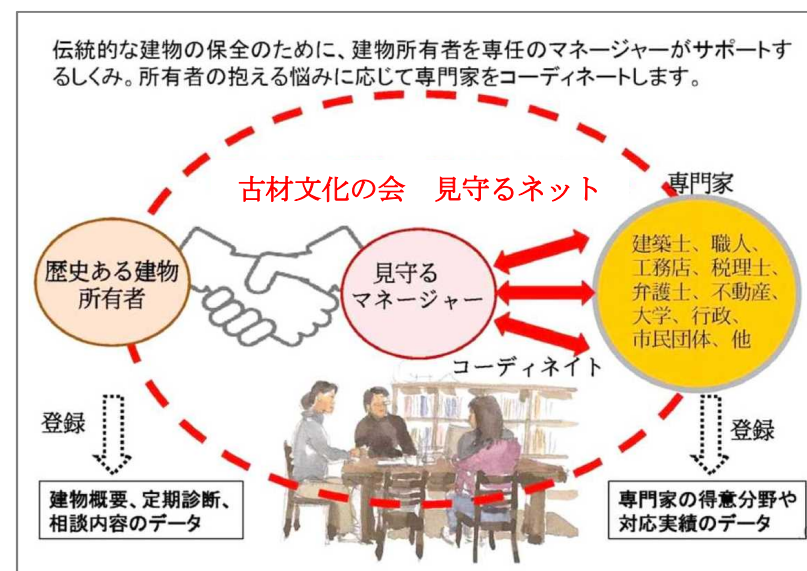 伝統的な建物の保全のために、建物所有者を専任のマネージャーがサポートす
るしくみ。所有者の抱える悩みに応じて専門家をコーディネートします。
古材文化の会　見守るネット
専門家
歴史ある建物
所有者
見守る
マネージャー
建築士、職人、
工務店、税理士、
弁護士、不動産、
大学、行政、
市民団体、他
コーディネイト
登録
登録
建物概要、定期診断、
相談内容のデータ
専門家の得意分野や
対応実績のデータ